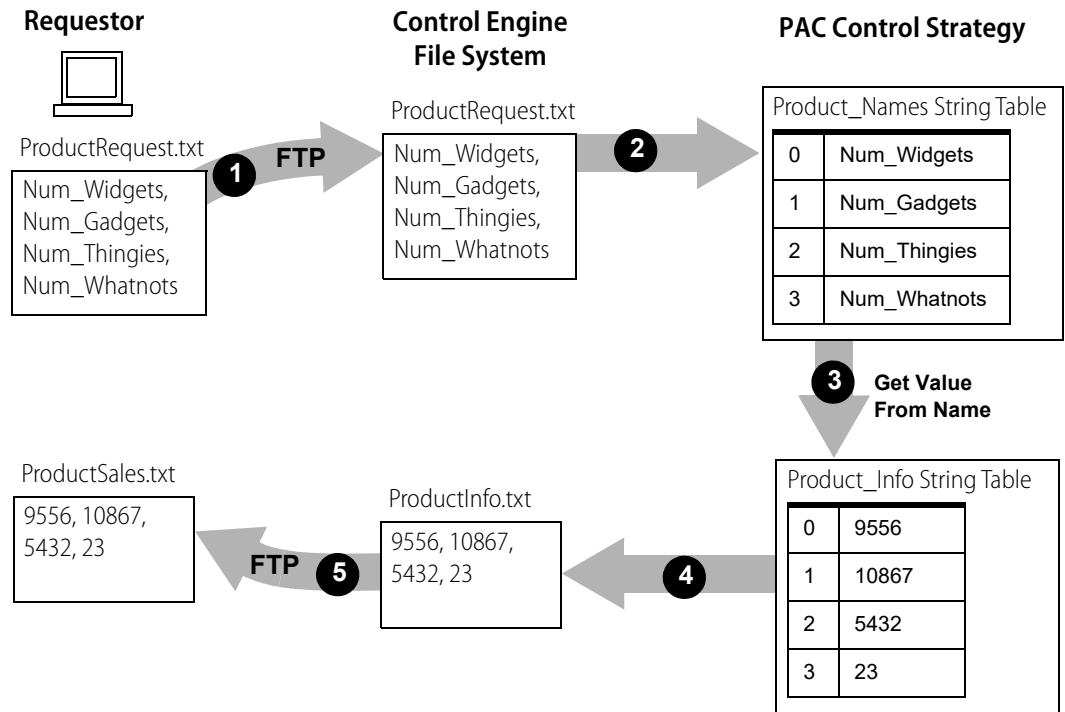 Requestor
Control Engine
File System
PAC Control Strategy
ProductRequest.txt
Num_Widgets,
Num_Gadgets,
Num_Thingies,
Num_Whatnots
1
FTP
ProductRequest.txt
Num_Widgets,
Num_Gadgets,
Num_Thingies,
Num_Whatnots
2
Product_Names String Table
0 Num_Widgets
1 Num_Gadgets
2 Num_Thingies
3 Num_Whatnots
3
Get Value
From Name
Product_Info String Table
0 9556
1 10867
2 5432
3 23
4
ProductInfo.txt
9556, 10867,
5432, 23
FTP 5
ProductSales.txt
9556, 10867,
5432, 23